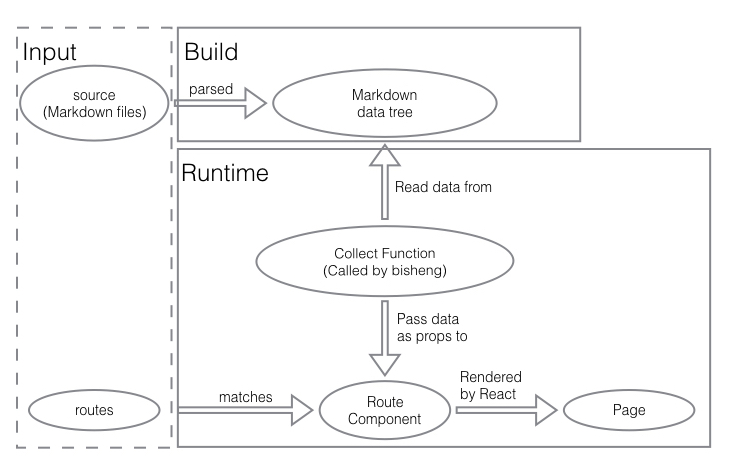 Input
Build
source
(Markdown files)
parsed
Markdown
data tree
Runtime
Read data from
Collect Function
(Called by bisheng)
Pass data
as props to
routes
matches
Route
Component
Rendered
by React
Page